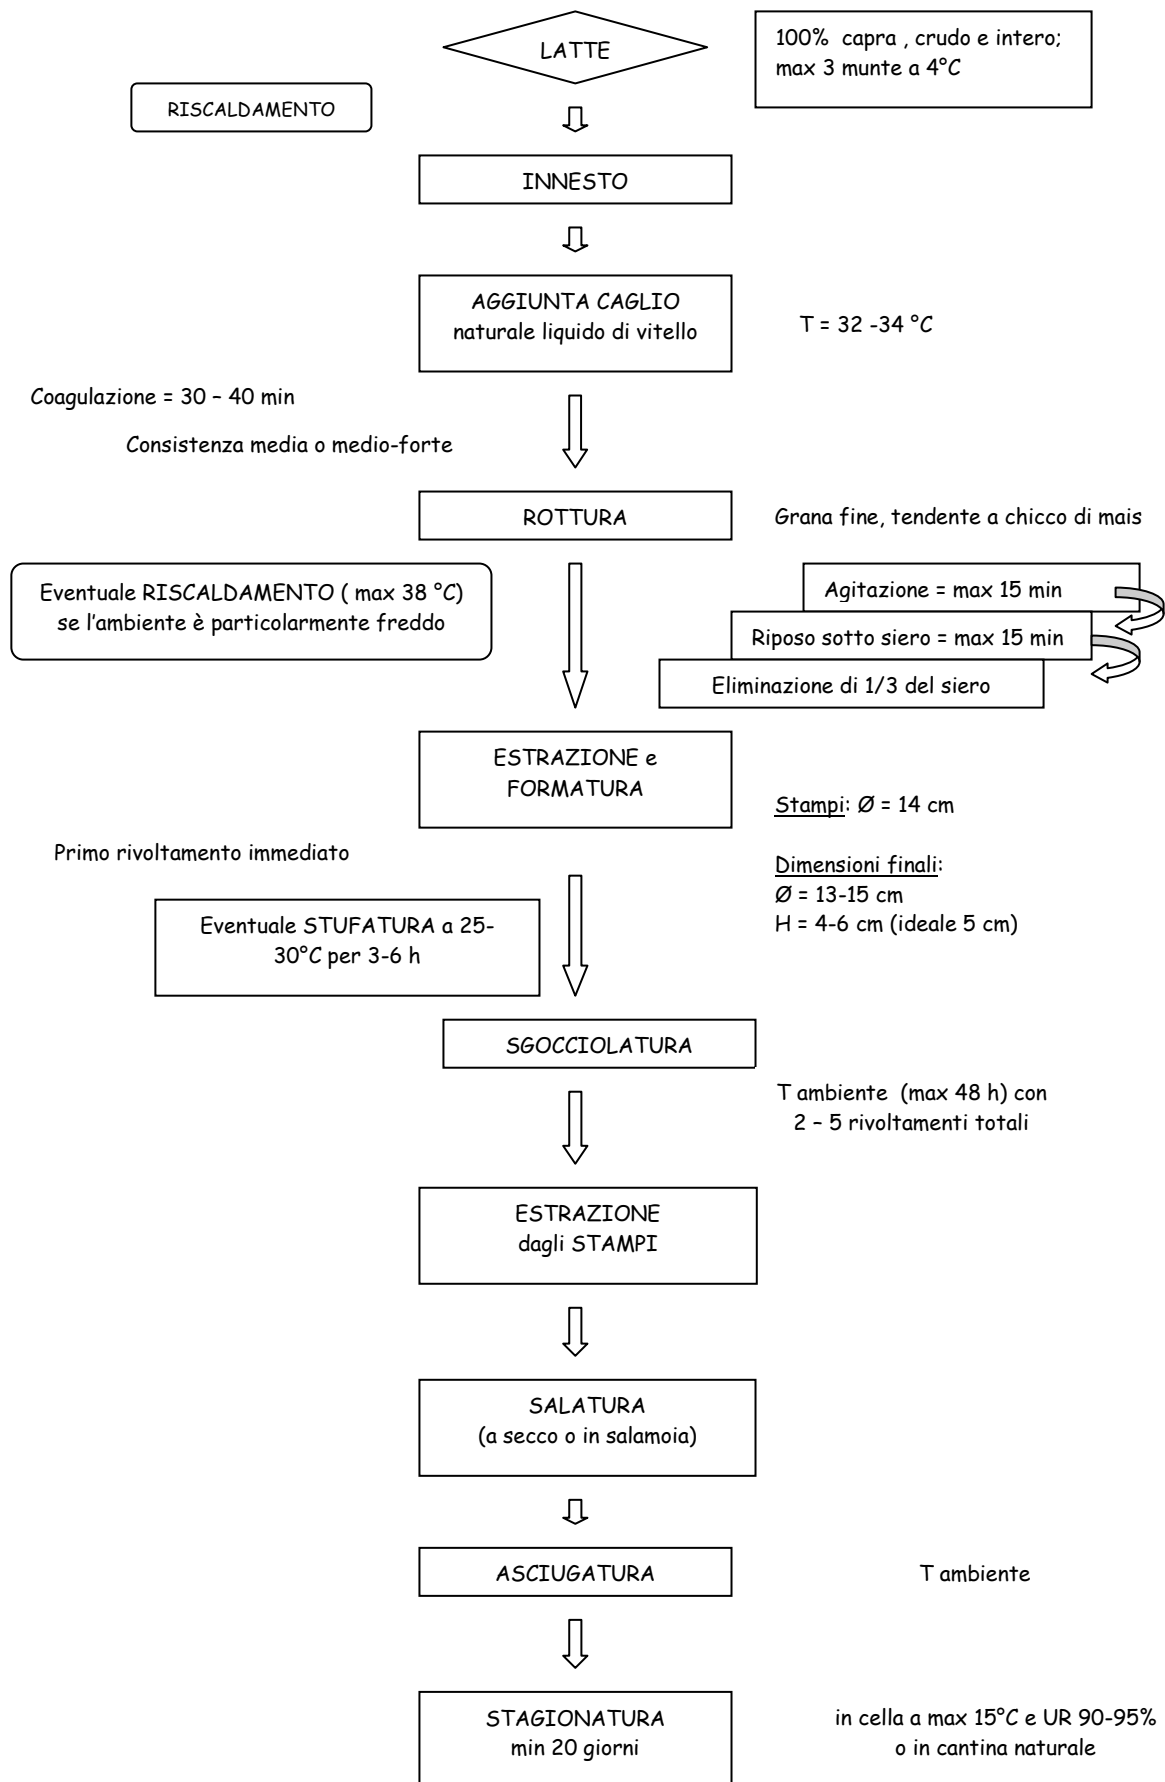 LATTE
100%  capra , crudo e intero;
max 3 munte a 4°C
RISCALDAMENTO
INNESTO
AGGIUNTA CAGLIO
naturale liquido di vitello
T = 32 -34 °C
Coagulazione = 30 – 40 min
Consistenza media o medio-forte
ROTTURA
Grana fine, tendente a chicco di mais
Eventuale RISCALDAMENTO ( max 38 °C)
se l'ambiente è particolarmente freddo
Agitazione = max 15 min
Riposo sotto siero = max 15 min
Eliminazione di 1/3 del siero
ESTRAZIONE e
FORMATURA
Stampi: Ø = 14 cm
Primo rivoltamento immediato
Dimensioni finali:
Ø = 13-15 cm
H = 4-6 cm (ideale 5 cm)
Eventuale STUFATURA a 25-
30°C per 3-6 h
SGOCCIOLATURA
T ambiente  (max 48 h) con
2 – 5 rivoltamenti totali
ESTRAZIONE
dagli STAMPI
SALATURA
(a secco o in salamoia)
ASCIUGATURA
T ambiente
STAGIONATURA
min 20 giorni
in cella a max 15°C e UR 90-95%
o in cantina naturale